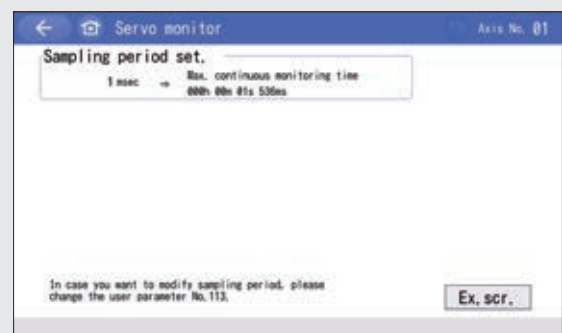 Servo monitor
Axis No. 01
Sampling period set.
1 msec ⇒ Max. continuous monitoring time
000h 00m 01s 536ms
In case you want to modify sampling period, please
change the user parameter No.113.
Ex. scr.